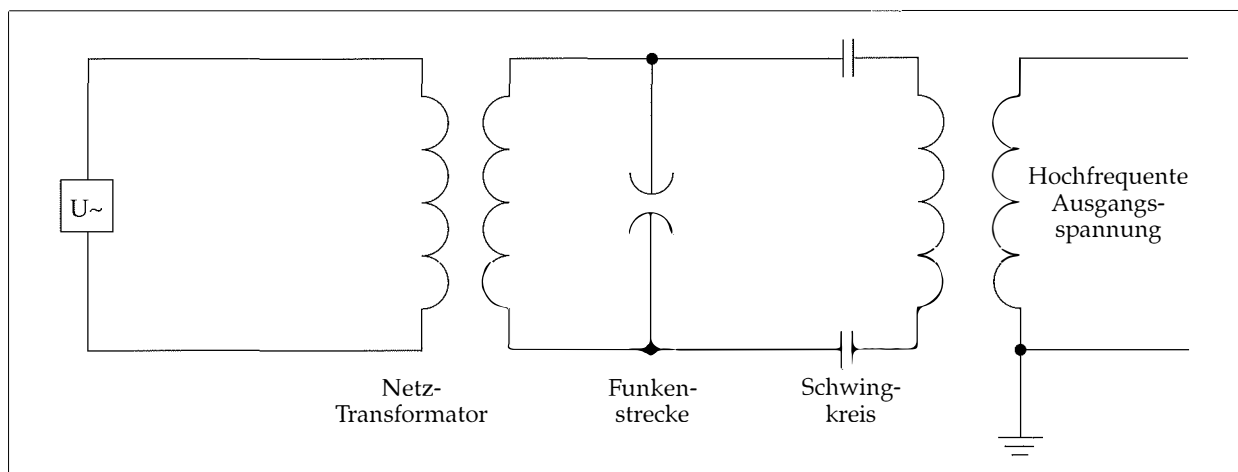 U~
Hochfrequente
Ausgangs-
spannung
Netz-
Transformator
Funken-
strecke
Schwing-
kreis